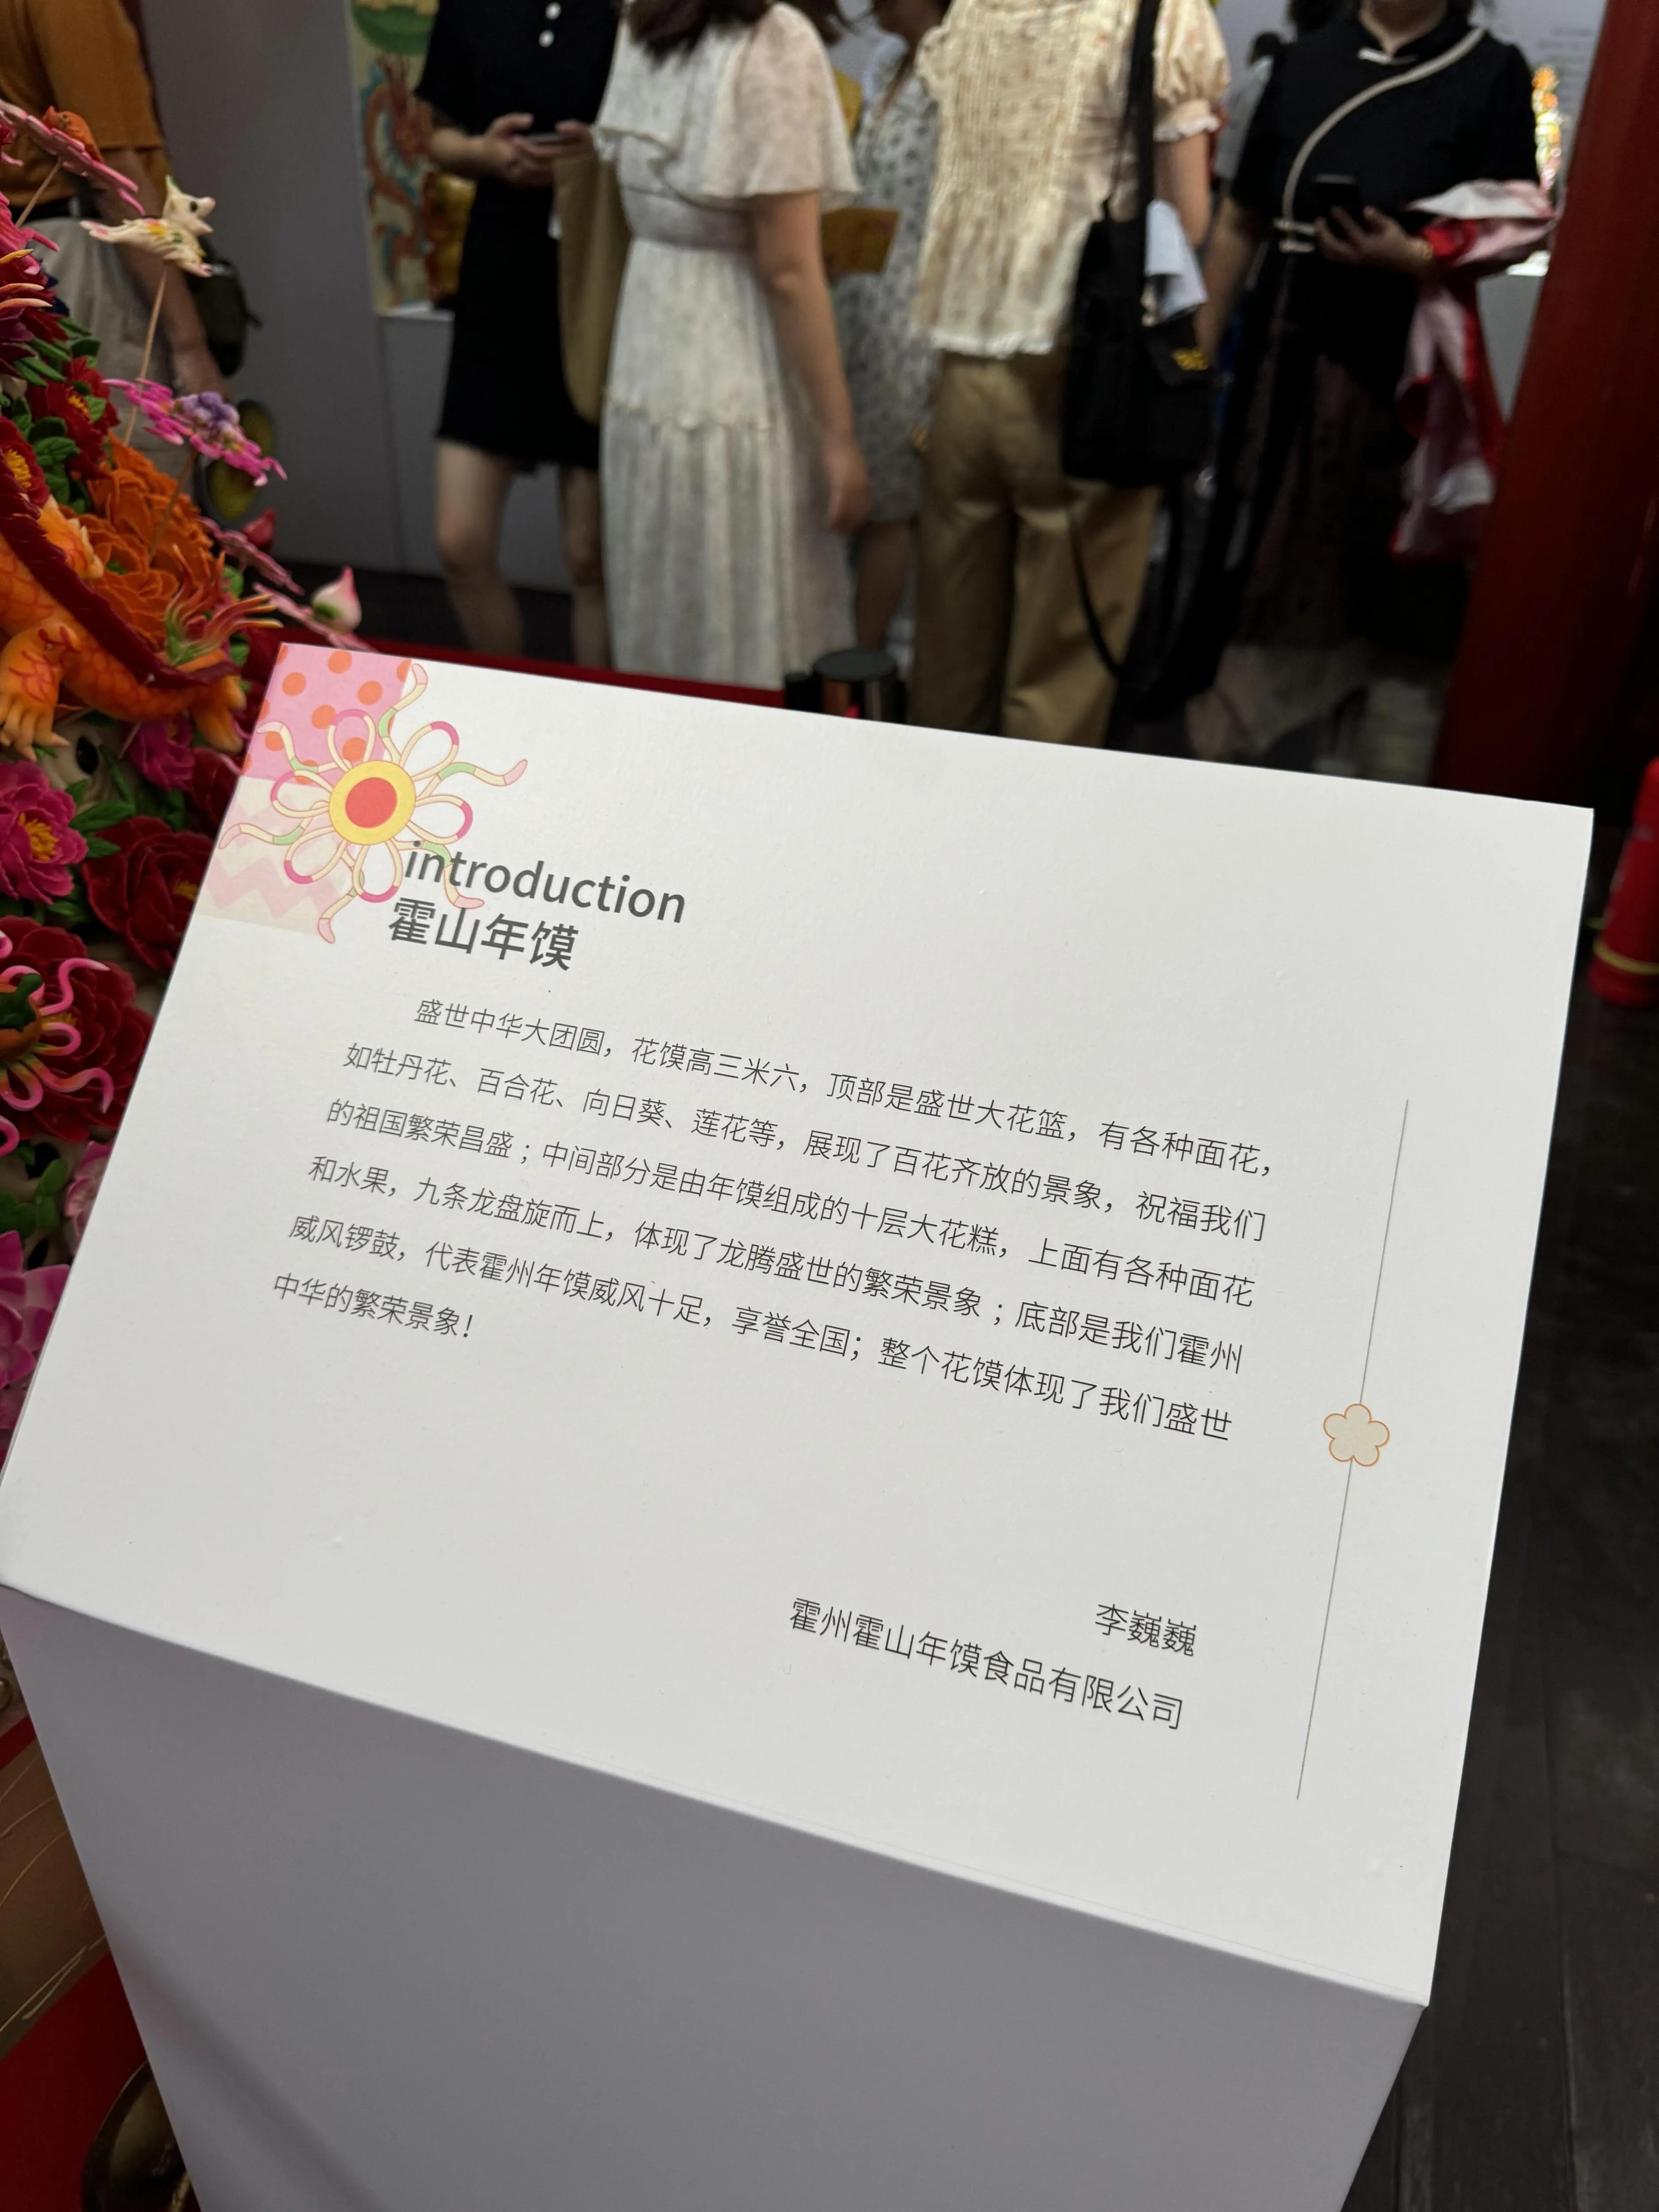 introduction
霍山年馍
盛世中华大团圆，花馍高三米六，顶部是盛世大花篮，有各种面花，
如牡丹花、百合花、向日葵、莲花等，展现了百花齐放的景象，祝福我们
的祖国繁荣昌盛；中间部分是由年馍组成的十层大花糕，上面有各种面花
和水果，九条龙盘旋而上，体现了龙腾盛世的繁荣景象；底部是我们霍州
威风锣鼓，代表霍州年馍威风十足，享誉全国；整个花馍体现了我们盛世
中华的繁荣景象！
李巍巍
霍州霍山年馍食品有限公司